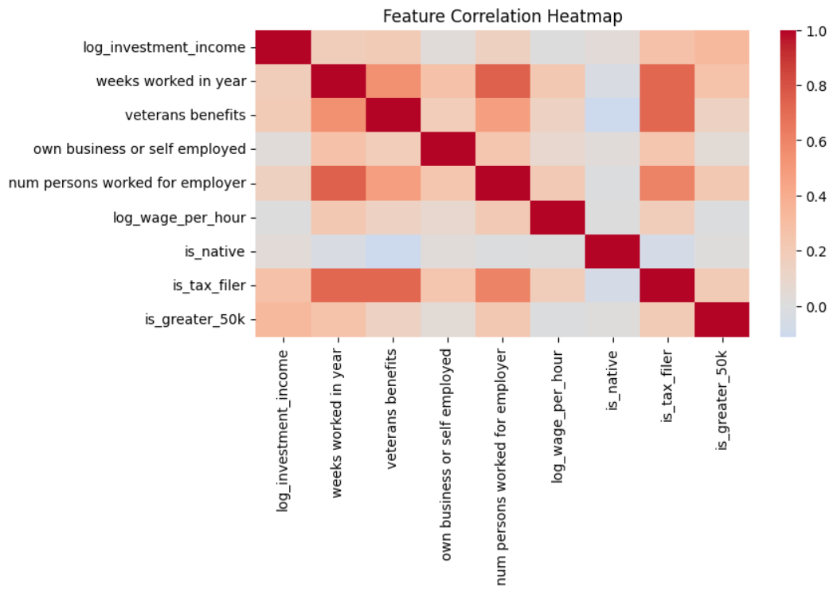 Feature Correlation Heatmap
log_investment_income
weeks worked in year
veterans benefits
own business or self employed
num persons worked for employer
log_wage_per_hour
is_native
is_tax_filer
is_greater_50k
log_investment_income
weeks worked in year
veterans benefits
own business or self employed
num persons worked for employer
log_wage_per_hour
is_native
is_tax_filer
is_greater_50k
1.0
0.8
0.6
0.4
0.2
0.0